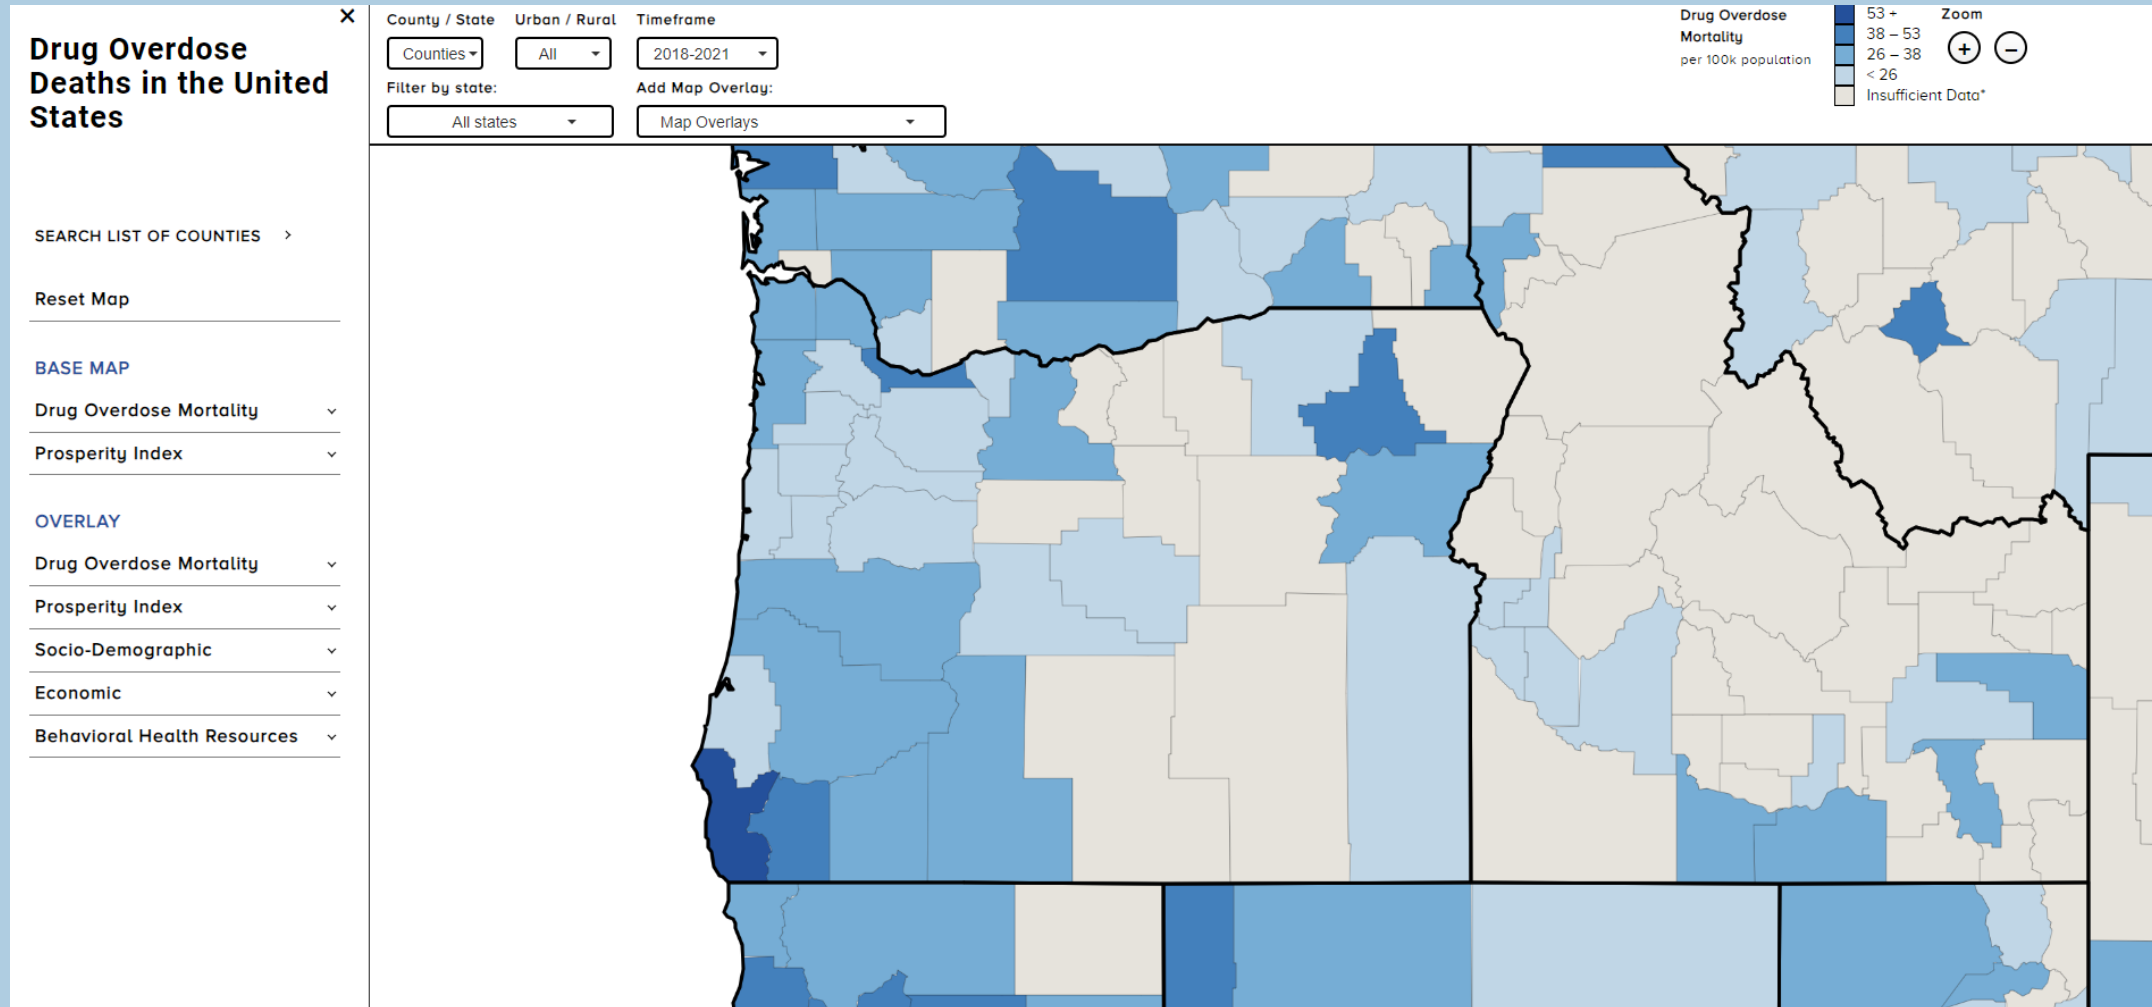 ×
Drug Overdose
Deaths in the United
States
SEARCH LIST OF COUNTIES
Reset Map
BASE MAP
Drug Overdose Mortality
Prosperity Index
OVERLAY
Drug Overdose Mortality
Prosperity Index
Socio-Demographic
Economic
Behavioral Health Resources
County / State
Counties
Urban / Rural
All
Timeframe
2018-2021
Filter by state:
All states
Add Map Overlay:
Map Overlays
Drug Overdose
Mortality
per 100k population
53 +
38 – 53
26 – 38
< 26
Insufficient Data*
Zoom
+
−